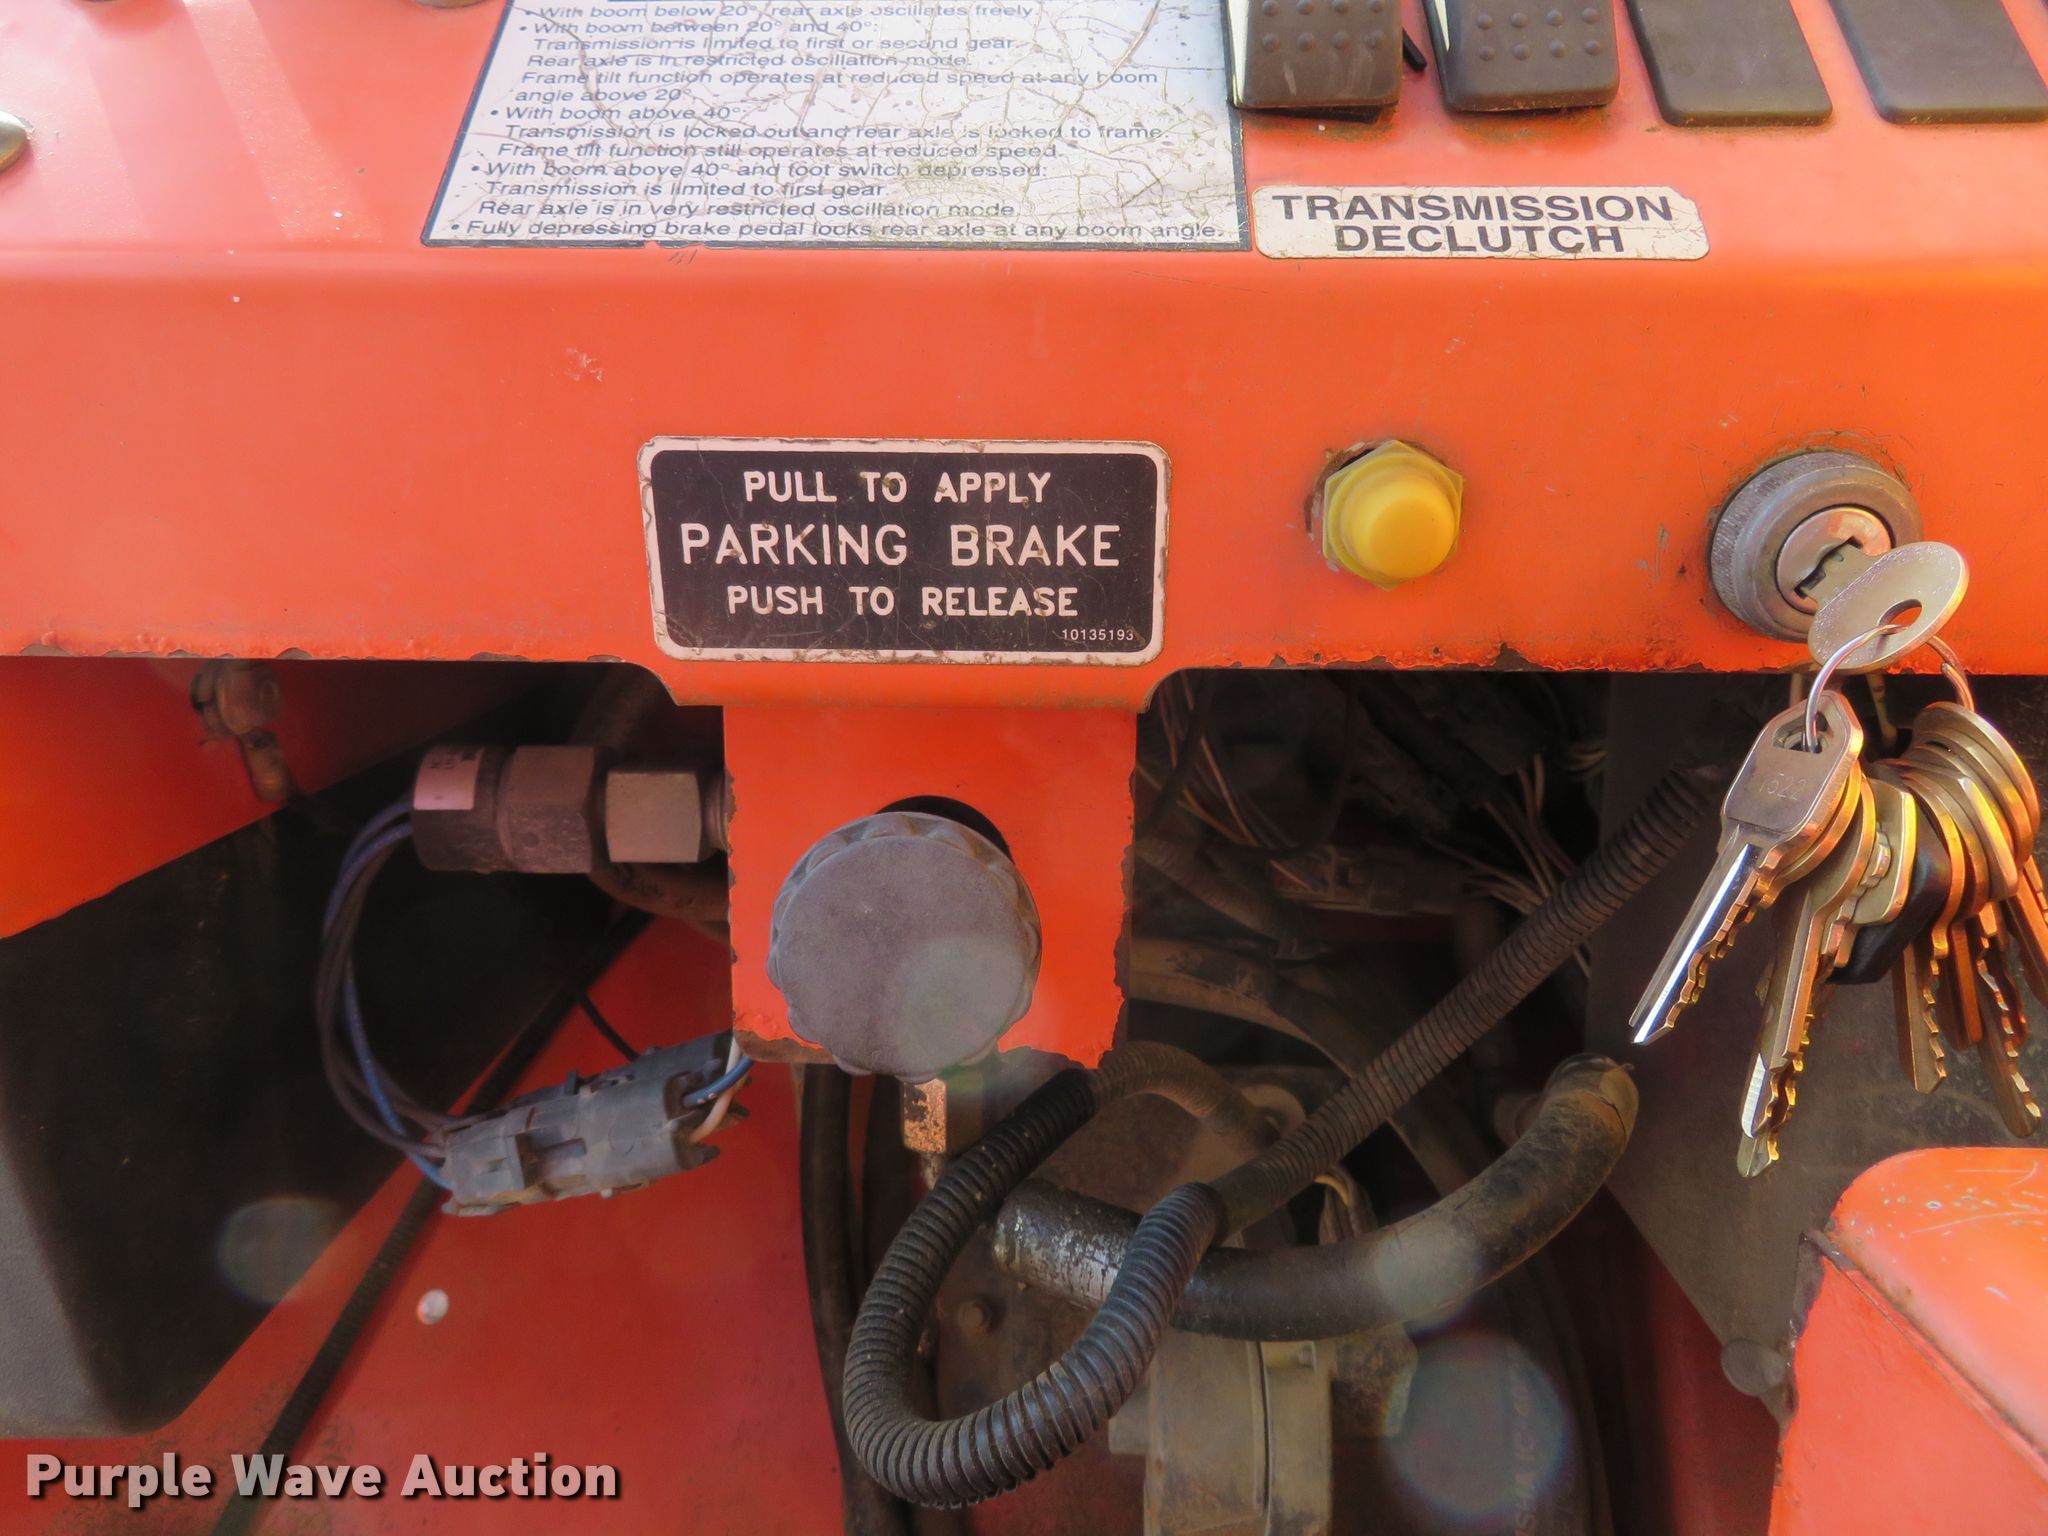 • With boom below 20°, rear axle oscillates freely
• With boom between 20° and 40°:
Transmission is limited to first or second gear.
Rear axle is in restricted oscillation mode.
Frame tilt function operates at reduced speed at any boom
angle above 20°.
• With boom above 40°:
Transmission is locked out and rear axle is locked to frame.
Frame tilt function still operates at reduced speed.
• With boom above 40° and foot switch depressed:
Transmission is limited to first gear.
Rear axle is in very restricted oscillation mode.
• Fully depressing brake pedal locks rear axle at any boom angle.
TRANSMISSION
DECLUTCH
PULL TO APPLY
PARKING BRAKE
PUSH TO RELEASE
10135193
1522
Purple Wave Auction